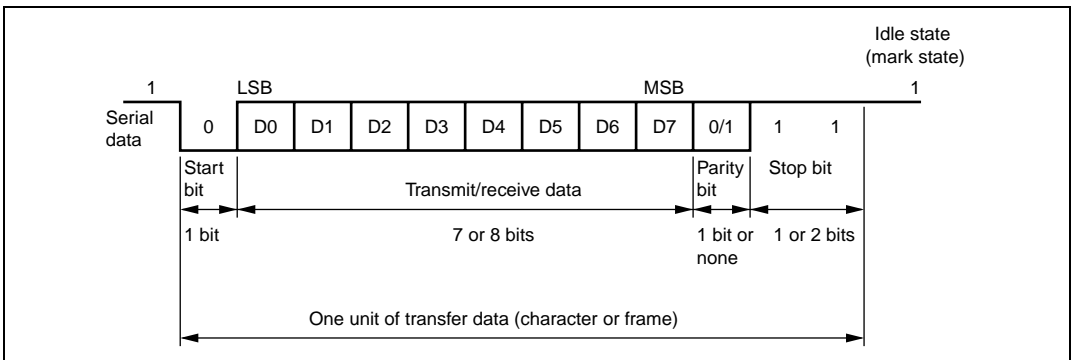 Idle state
(mark state)
1 LSB MSB 1
Serial
data
0 D0 D1 D2 D3 D4 D5 D6 D7 0/1 1 1
Start
bit
Transmit/receive data
Parity
bit
Stop bit
1 bit
7 or 8 bits
1 bit or
none
1 or 2 bits
One unit of transfer data (character or frame)